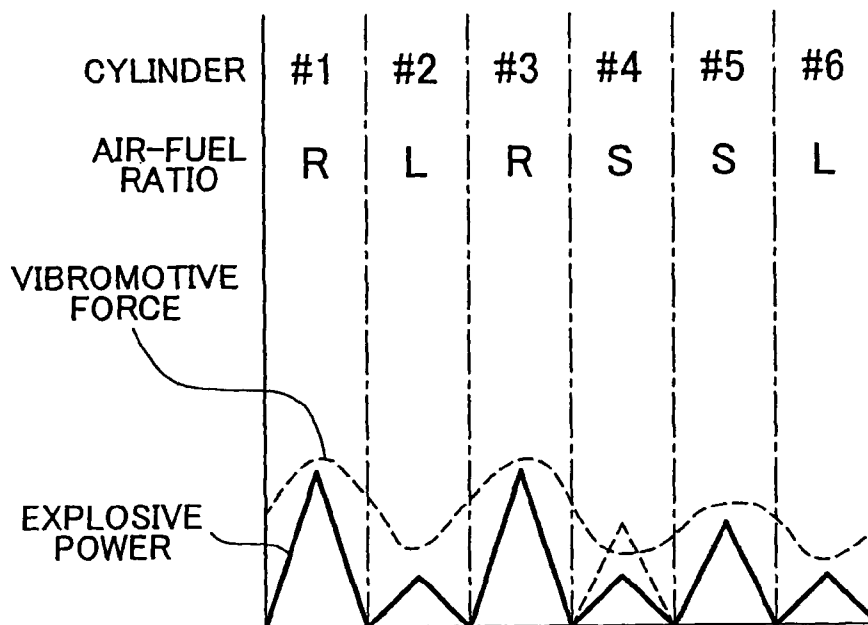 CYLINDER #1 #2 #3 #4 #5 #6
AIR-FUEL
RATIO R L R S S L
VIBROMOTIVE
FORCE
EXPLOSIVE
POWER